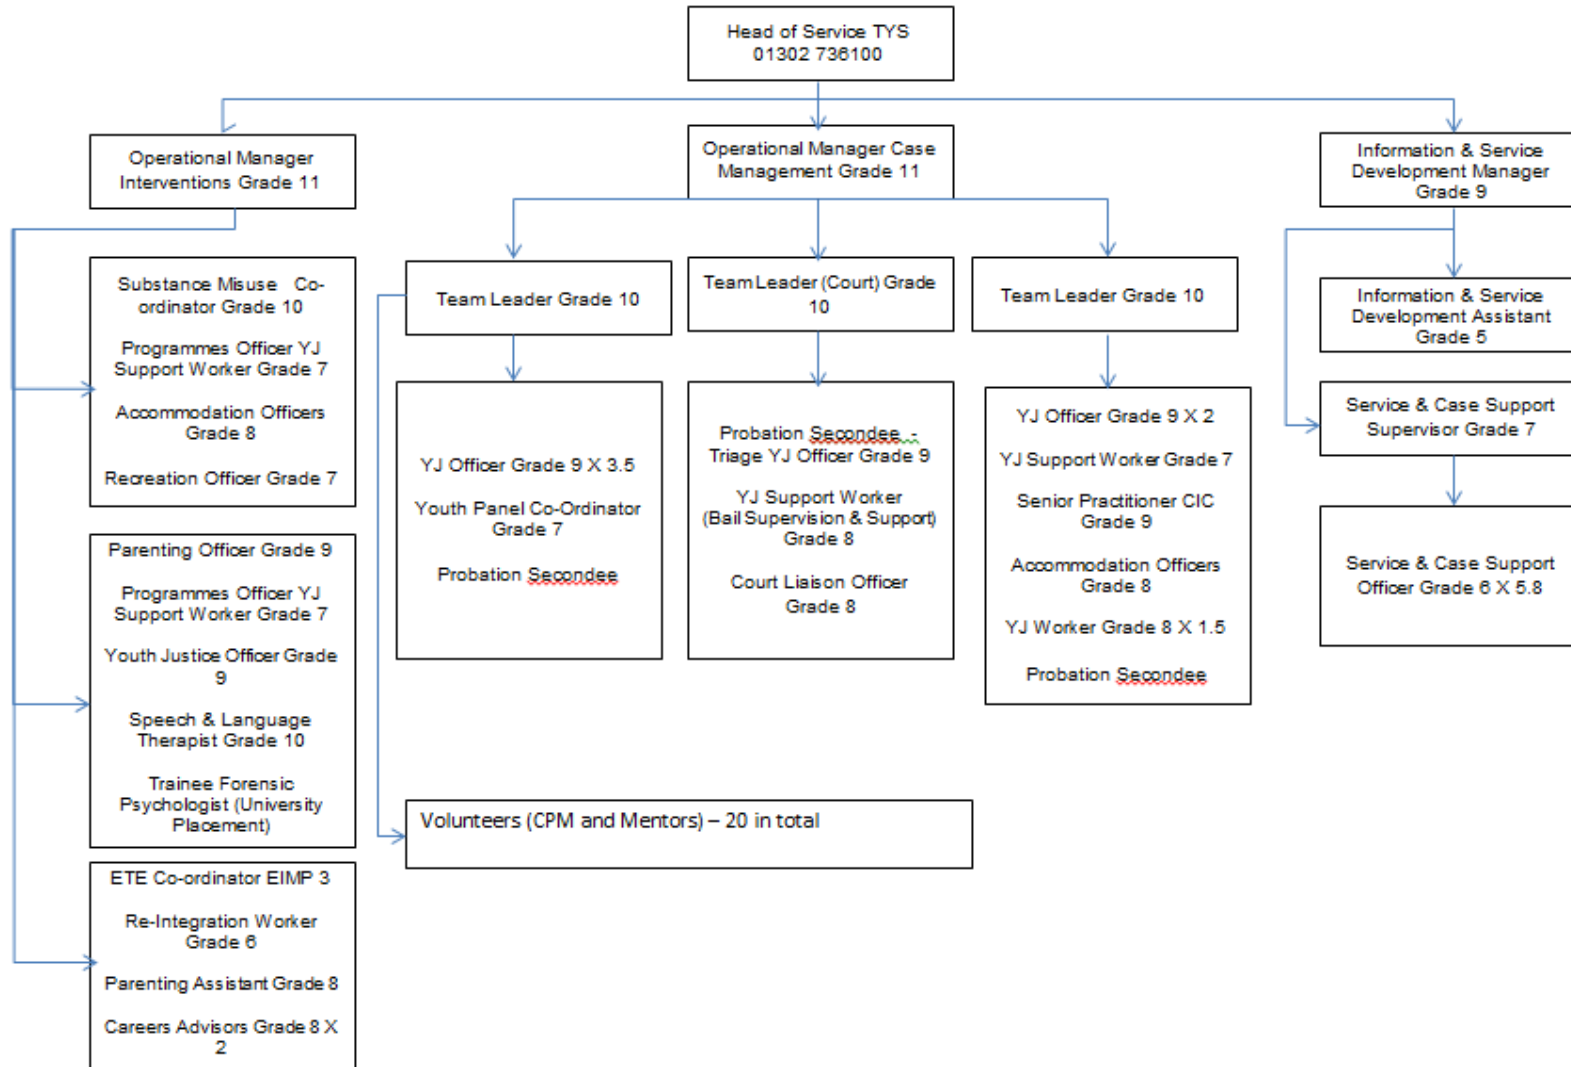 Head of Service TYS
01302 736100
Operational Manager
Interventions Grade 11
Operational Manager Case
Management Grade 11
Information & Service
Development Manager
Grade 9
Substance Misuse   Co-
ordinator Grade 10
Programmes Officer YJ
Support Worker Grade 7
Accommodation Officers
Grade 8
Recreation Officer Grade 7
Parenting Officer Grade 9
Programmes Officer YJ
Support Worker Grade 7
Youth Justice Officer Grade
9
Speech & Language
Therapist Grade 10
Trainee Forensic
Psychologist (University
Placement)
ETE Co-ordinator EIMP 3
Re-Integration Worker
Grade 6
Parenting Assistant Grade 8
Careers Advisors Grade 8 X
2
Team Leader Grade 10
YJ Officer Grade 9 X 3.5
Youth Panel Co-Ordinator
Grade 7
Probation Secondee
Volunteers (CPM and Mentors) – 20 in total
Team Leader (Court) Grade
10
Probation Secondee -
Triage YJ Officer Grade 9
YJ Support Worker
(Bail Supervision & Support)
Grade 8
Court Liaison Officer
Grade 8
Team Leader Grade 10
YJ Officer Grade 9 X 2
YJ Support Worker Grade 7
Senior Practitioner CIC
Grade 9
Accommodation Officers
Grade 8
YJ Worker Grade 8 X 1.5
Probation Secondee
Information & Service
Development Assistant
Grade 5
Service & Case Support
Supervisor Grade 7
Service & Case Support
Officer Grade 6 X 5.8